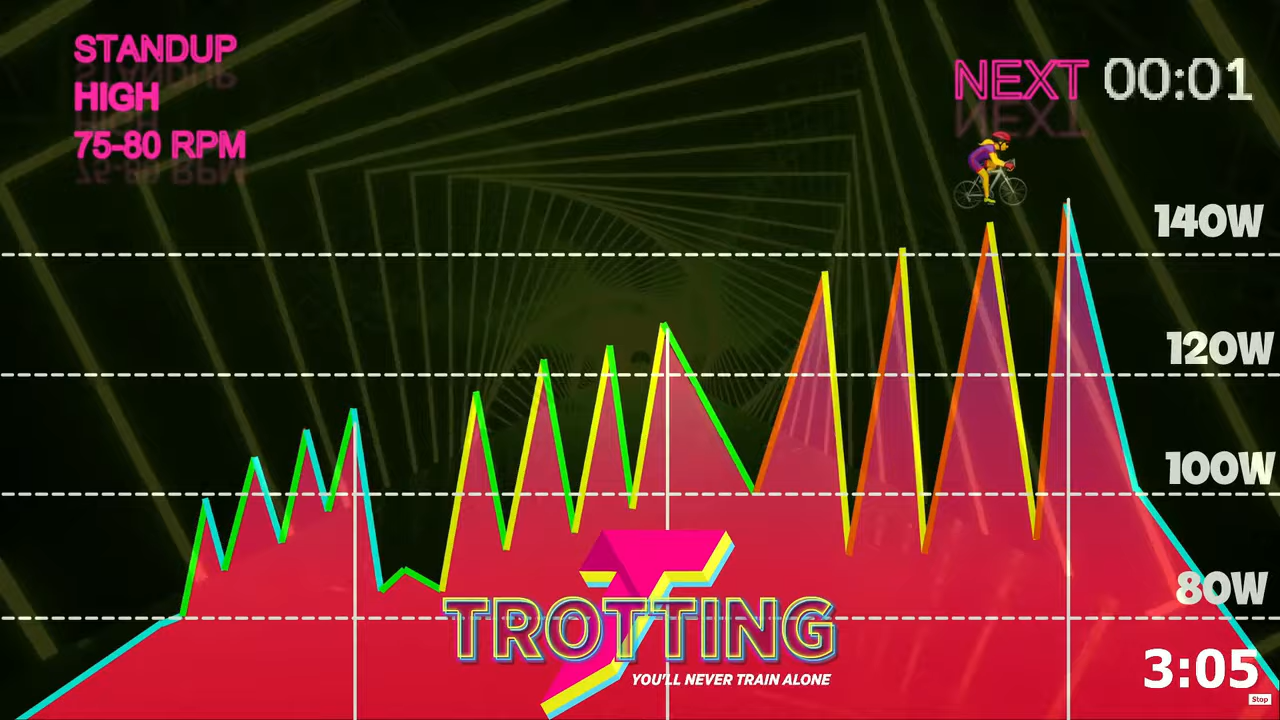 STANDUP
HIGH
75-80 RPM
NEXT 00:01
140W
120W
100W
80W
TROTTING
YOU'LL NEVER TRAIN ALONE
3:05
Stop